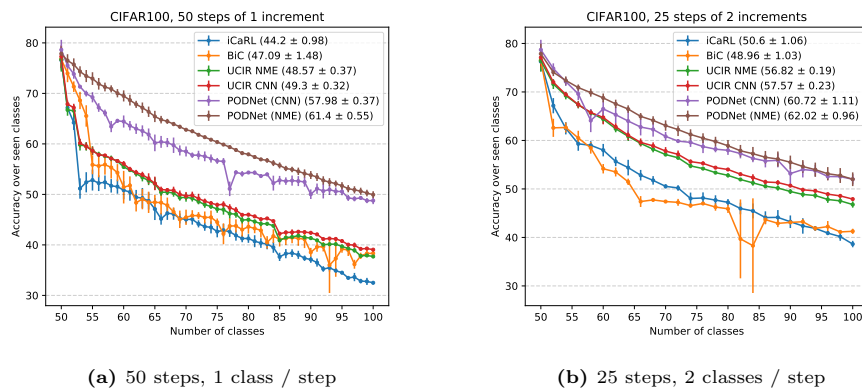 CIFAR100, 50 steps of 1 increment
Accuracy over seen classes
80
70
60
50
40
30
iCaRL (44.2 ± 0.98)
BiC (47.09 ± 1.48)
UCIR NME (48.57 ± 0.37)
UCIR CNN (49.3 ± 0.32)
PODNet (CNN) (57.98 ± 0.37)
PODNet (NME) (61.4 ± 0.55)
50 55 60 65 70 75 80 85 90 95 100
Number of classes
(a) 50 steps, 1 class / step
CIFAR100, 25 steps of 2 increments
Accuracy over seen classes
80
70
60
50
40
30
iCaRL (50.6 ± 1.06)
BiC (48.96 ± 1.03)
UCIR NME (56.82 ± 0.19)
UCIR CNN (57.57 ± 0.23)
PODNet (CNN) (60.72 ± 1.11)
PODNet (NME) (62.02 ± 0.96)
50 55 60 65 70 75 80 85 90 95 100
Number of classes
(b) 25 steps, 2 classes / step